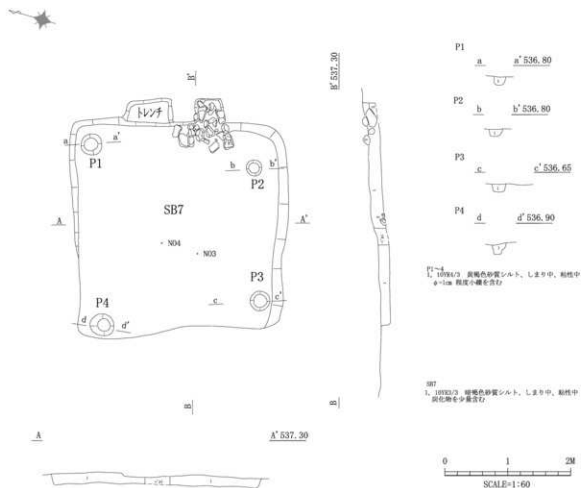 P1
a a' 536.80
P2
b b' 536.80
P3
c c' 536.65
P4
d d' 536.90
P1～4
1、10YR4/3 黄褐色砂質シルト、しまり中、粘性中
φ～1cm 程度小礫を含む
SB7
1、10YR3/3 暗褐色砂質シルト、しまり中、粘性中
炭化物を少量含む
0 1 2M
SCALE=1:60
B'
トレンチ
a a'
P1
b b'
P2
SB7
A A'
NO4
NO3
P3
c c'
P4
d d'
B
B' 537.30
B
A A' 537.30